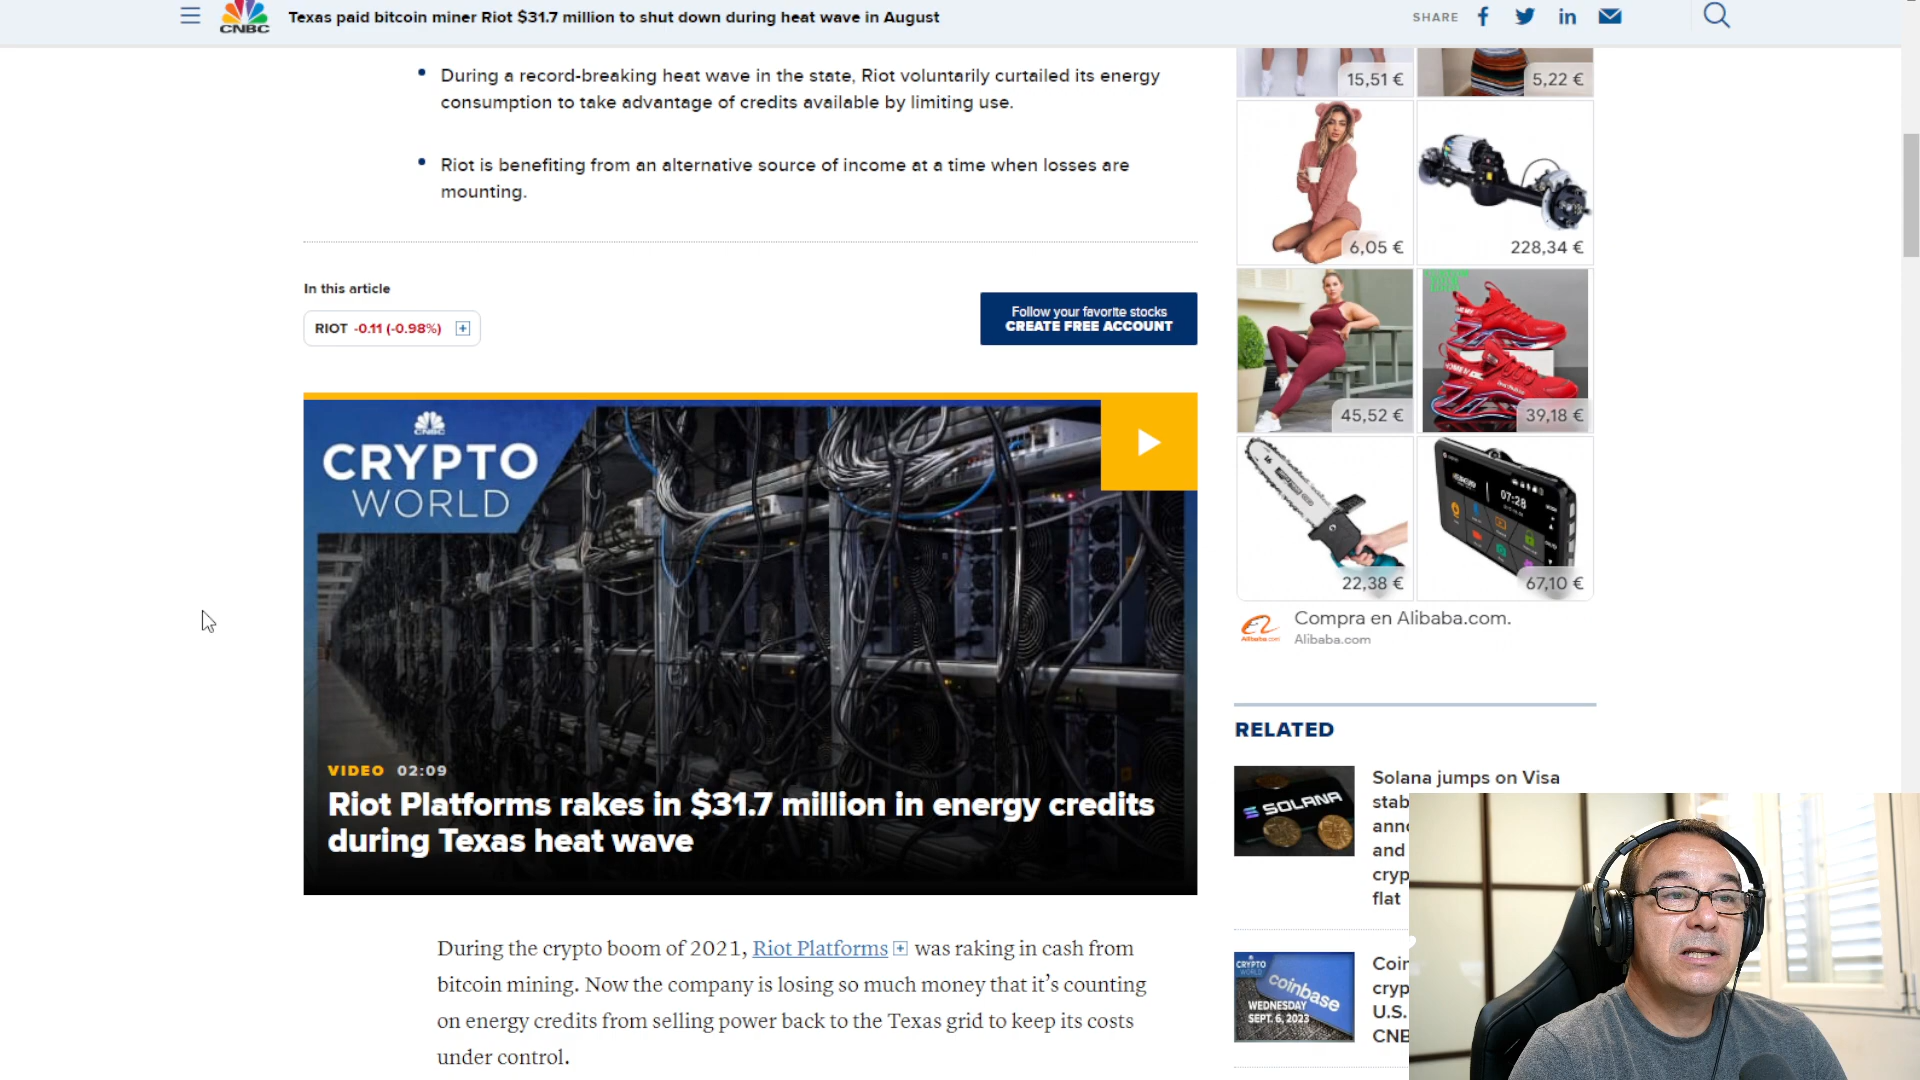 CNBC
Texas paid bitcoin miner Riot $31.7 million to shut down during heat wave in August
SHARE
During a record-breaking heat wave in the state, Riot voluntarily curtailed its energy
consumption to take advantage of credits available by limiting use.
Riot is benefiting from an alternative source of income at a time when losses are
mounting.
In this article
RIOT -0.11 (-0.98%)
Follow your favorite stocks
CREATE FREE ACCOUNT
CNBC
CRYPTO
WORLD
VIDEO 02:09
Riot Platforms rakes in $31.7 million in energy credits
during Texas heat wave
During the crypto boom of 2021, Riot Platforms was raking in cash from
bitcoin mining. Now the company is losing so much money that it’s counting
on energy credits from selling power back to the Texas grid to keep its costs
under control.
15,51 €
5,22 €
6,05 €
228,34 €
45,52 €
39,18 €
22,38 €
07:28
67,10 €
Alibaba.com
Compra en Alibaba.com.
Alibaba.com
RELATED
SOLANA
Solana jumps on Visa
stab
anno
and
cryp
flat
CRYPTO
WORLD
coinbase
WEDNESDAY
SEPT. 6, 2023
Coin
cryp
U.S.
CNB